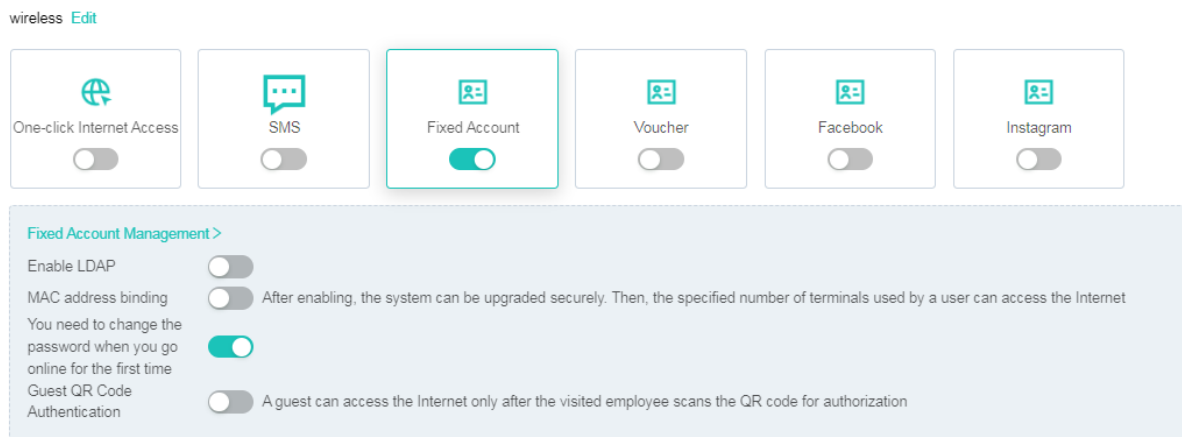 wireless Edit
One-click Internet Access
SMS
Fixed Account
Voucher
Facebook
Instagram
Fixed Account Management >
Enable LDAP
MAC address binding After enabling, the system can be upgraded securely. Then, the specified number of terminals used by a user can access the Internet
You need to change the
password when you go
online for the first time
Guest QR Code
Authentication
A guest can access the Internet only after the visited employee scans the QR code for authorization